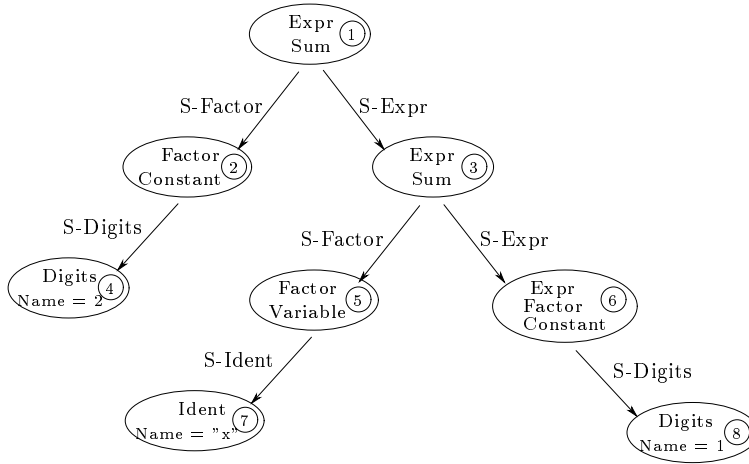 Expr
Sum
1
S-Factor
S-Expr
Factor
Constant
2
Expr
Sum
3
S-Digits
S-Factor
S-Expr
Digits
Name = 2
4
Factor
Variable
5
Expr
Factor
Constant
6
S-Ident
S-Digits
Ident
Name = "x"
7
Digits
Name = 1
8